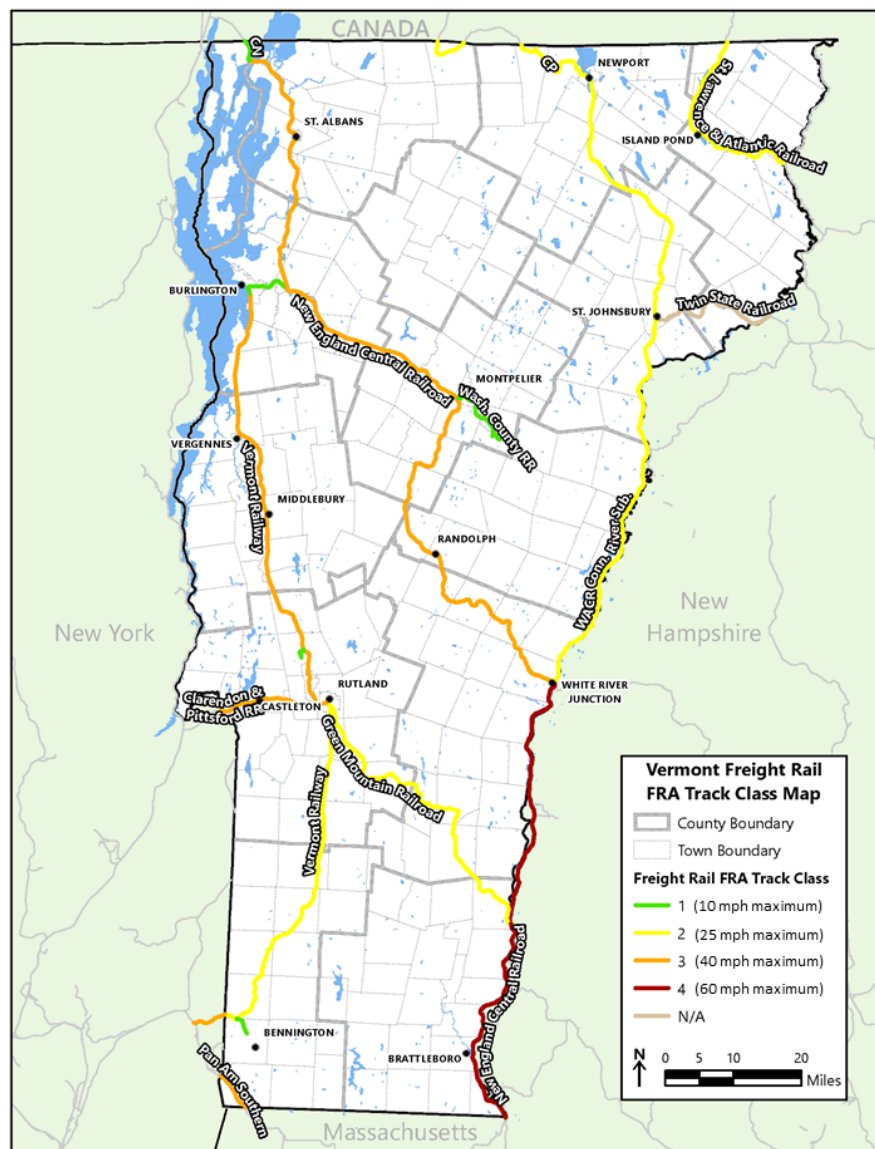 CANADA
CN
CP
NEWPORT
ST. ALBANS
ISLAND POND
St. Lawrence & Atlantic Railroad
BURLINGTON
New England Central Railroad
ST. JOHNSBURY
Twin State Railroad
MONTPELIER
Wash. County RR
VERGENNES
Vermont Railway
MIDDLEBURY
RANDOLPH
WACR Conn. River Sub.
New York
New
Hampshire
WHITE RIVER
JUNCTION
RUTLAND
Clarendon &
Pittsford RR
CASTLETON
Green Mountain Railroad
Vermont Railway
New England Central Railroad
BENNINGTON
BRATTLEBORO
Pan Am Southern
Massachusetts
Vermont Freight Rail
FRA Track Class Map
County Boundary
Town Boundary
Freight Rail FRA Track Class
1 (10 mph maximum)
2 (25 mph maximum)
3 (40 mph maximum)
4 (60 mph maximum)
N/A
N
0 5 10 20
Miles